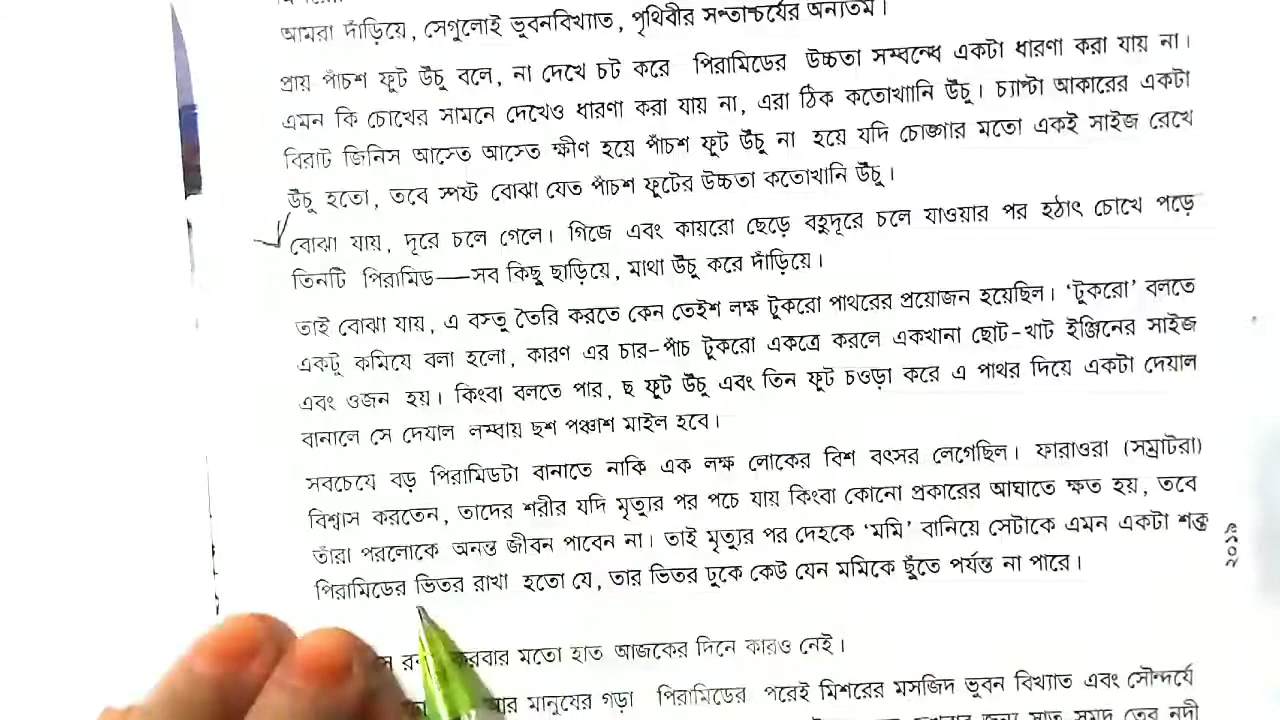 আমরা দাঁড়িয়ে, সেগুলোই ভুবনবিখ্যাত, পৃথিবীর সপ্তাশ্চর্যের অন্যতম।
প্রায় পাঁচশ ফুট উঁচু বলে, না দেখে চট করে পিরামিডের উচ্চতা সম্বন্ধে একটা ধারণা করা যায় না।
এমন কি চোখের সামনে দেখেও ধারণা করা যায় না, এরা ঠিক কতোখানি উঁচু। চ্যাপ্টা আকারের একটা
বিরাট জিনিস আস্তে আস্তে ক্ষীণ হয়ে পাঁচশ ফুট উঁচু না হয়ে যদি চোঙ্গার মতো একই সাইজ রেখে
উঁচু হতো, তবে স্পষ্ট বোঝা যেত পাঁচশ ফুটের উচ্চতা কতোখানি উঁচু।
বোঝা যায়, দূরে চলে গেলে। গিজে এবং কায়রো ছেড়ে বহুদূরে চলে যাওয়ার পর হঠাৎ চোখে পড়ে
তিনটি পিরামিড—সব কিছু ছাড়িয়ে, মাথা উঁচু করে দাঁড়িয়ে।
তাই বোঝা যায়, এ বস্তু তৈরি করতে কেন তেইশ লক্ষ টুকরো পাথরের প্রয়োজন হয়েছিল। ‘টুকরো’ বলতে
একটু কমিয়ে বলা হলো, কারণ এর চার-পাঁচ টুকরো একত্রে করলে একখানা ছোট-খাট ইঞ্জিনের সাইজ
এবং ওজন হয়। কিংবা বলতে পার, ছ ফুট উঁচু এবং তিন ফুট চওড়া করে এ পাথর দিয়ে একটা দেয়াল
বানালে সে দেয়াল লম্বায় ছশ পঞ্চাশ মাইল হবে।
সবচেয়ে বড় পিরামিডটা বানাতে নাকি এক লক্ষ লোকের বিশ বৎসর লেগেছিল। ফারাওরা (সম্রাটরা)
বিশ্বাস করতেন, তাদের শরীর যদি মৃত্যুর পর পচে যায় কিংবা কোনো প্রকারের আঘাতে ক্ষত হয়, তবে
তাঁরা পরলোকে অনন্ত জীবন পাবেন না। তাই মৃত্যুর পর দেহকে ‘মমি’ বানিয়ে সেটাকে এমন একটা শক্ত
পিরামিডের ভিতর রাখা হতো যে, তার ভিতর ঢুকে কেউ যেন মমিকে ছুঁতে পর্যন্ত না পারে।
করবার মতো হাত আজকের দিনে কারও নেই।
আর মানুষের গড়া পিরামিডের পরেই মিশরের মসজিদ ভুবন বিখ্যাত এবং সৌন্দর্যে